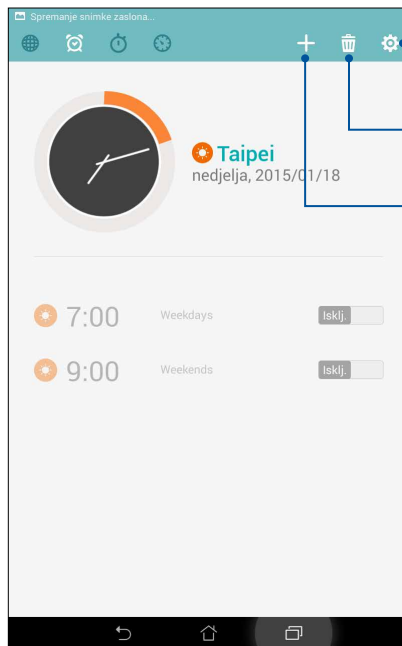 Spremanje snimke zaslona...
Taipei
nedjelja, 2015/01/18
7:00 Weekdays Isklj.
9:00 Weekends Isklj.